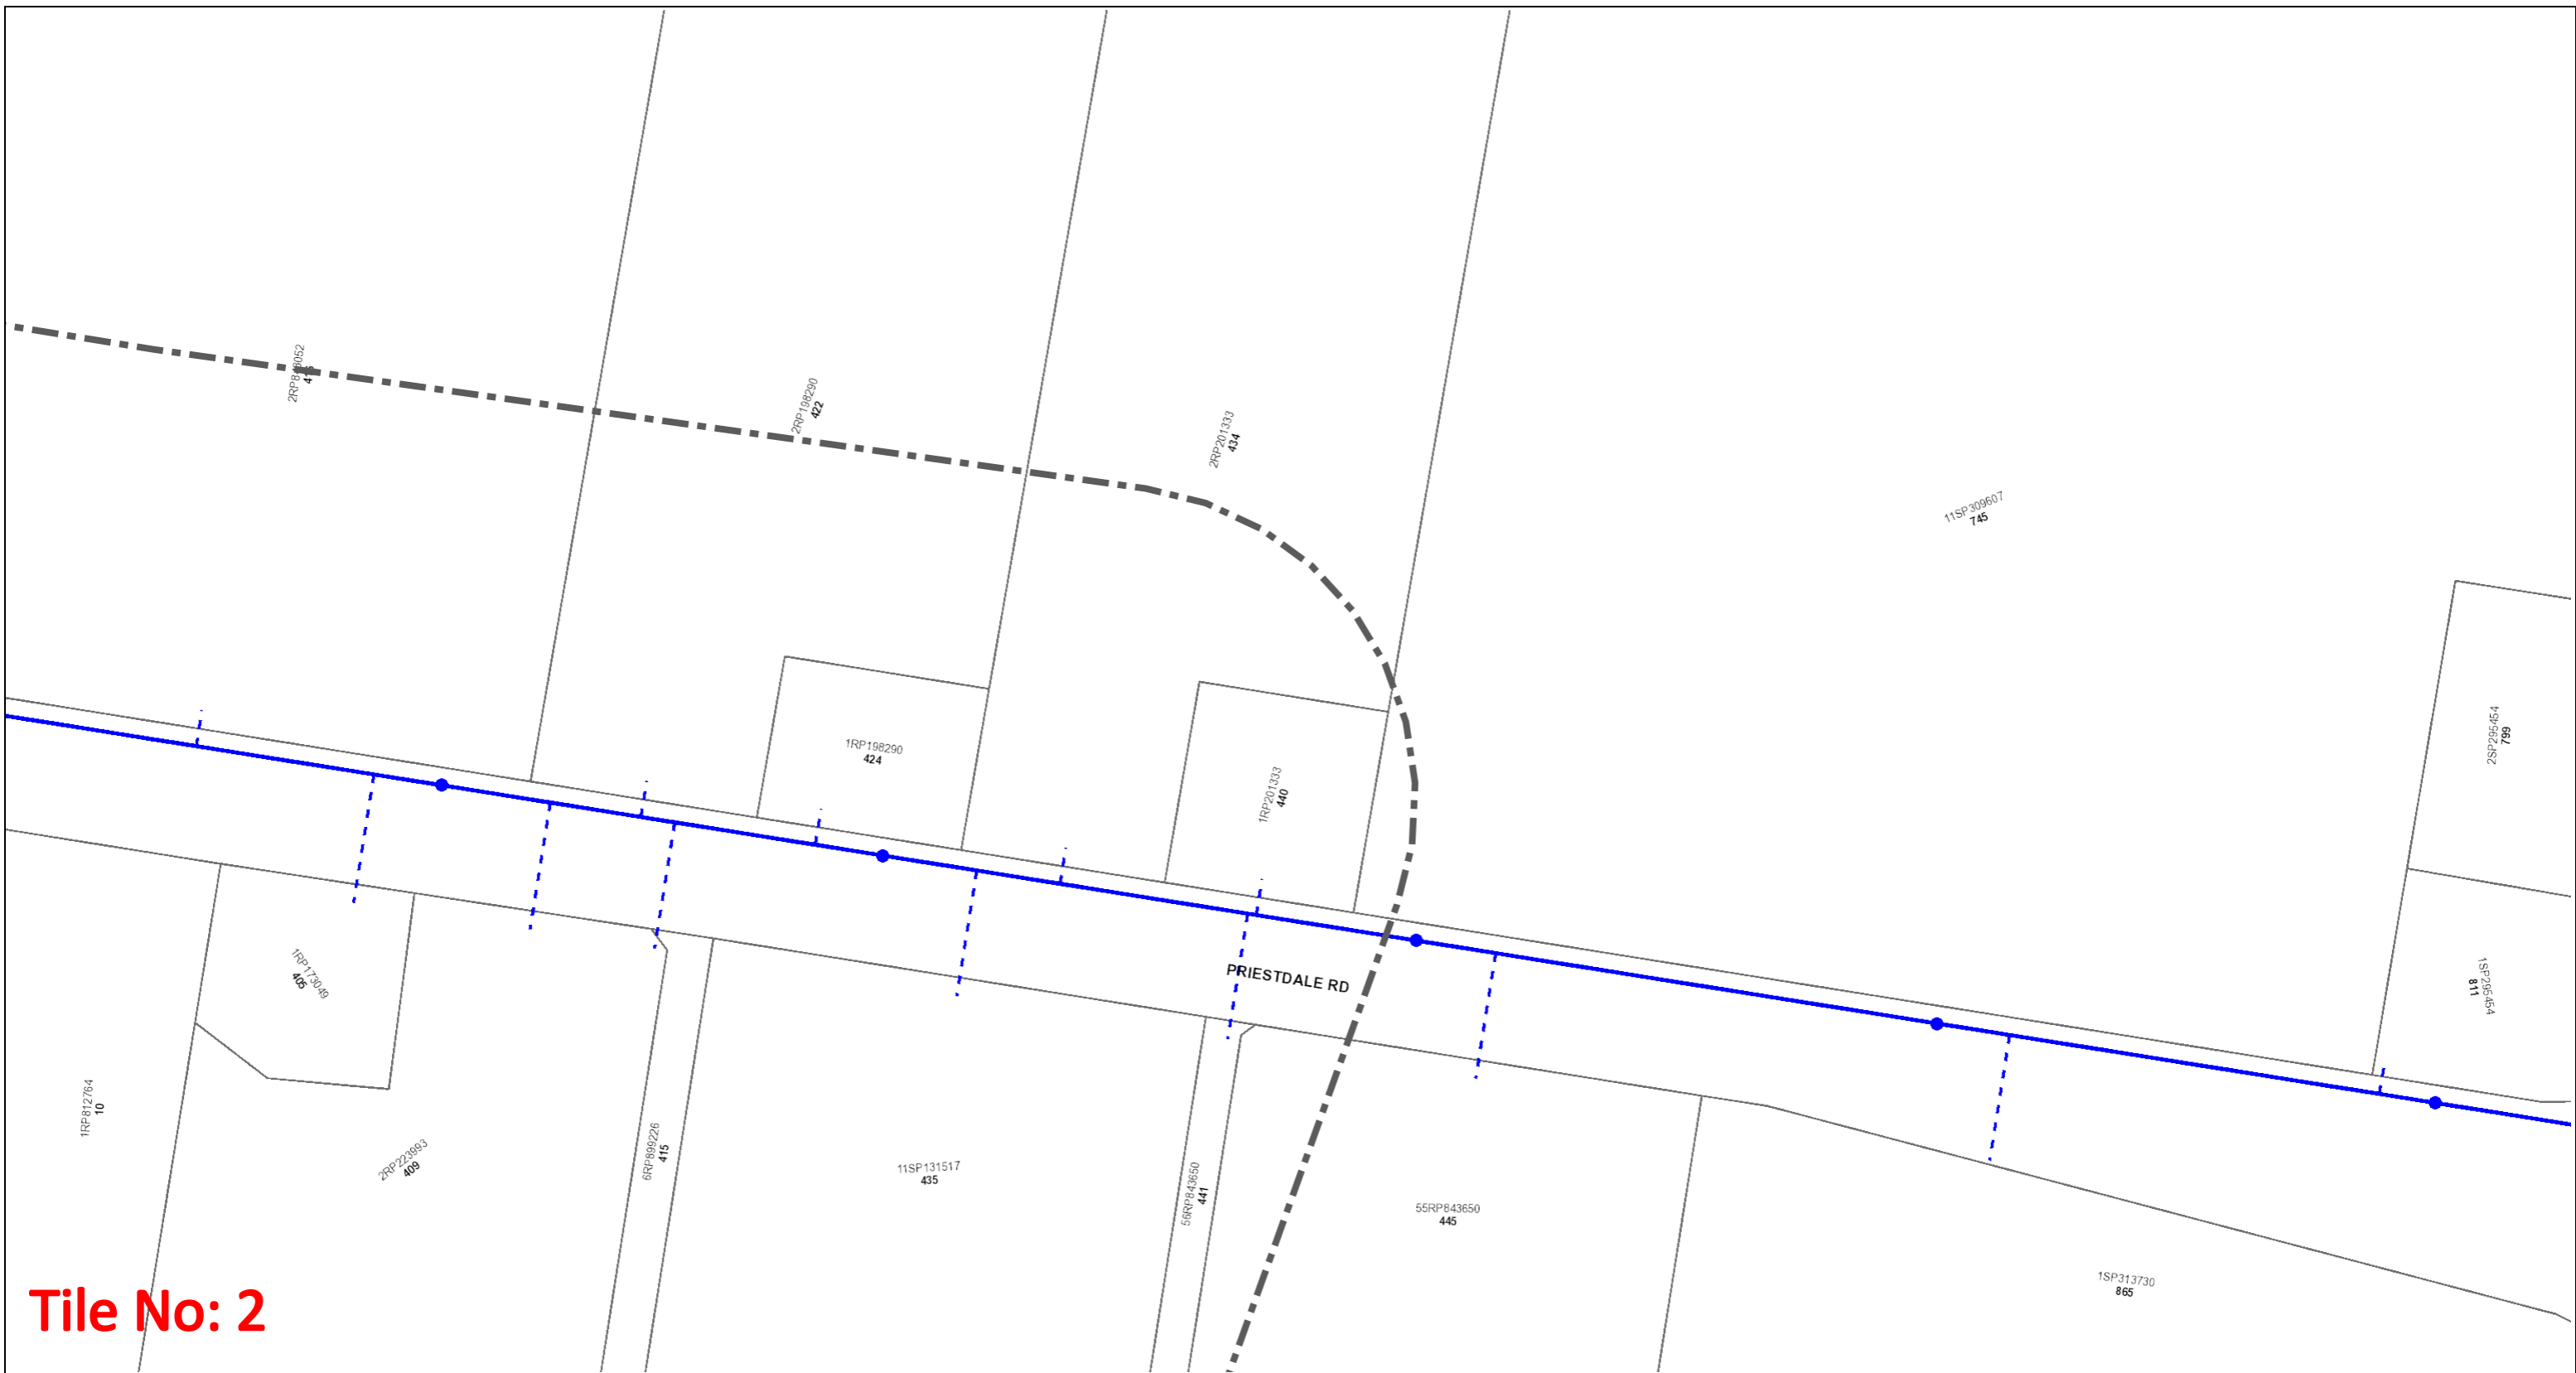 2RP198290
422
2RP201333
434
11SP309607
745
2SP295454
799
1RP198290
424
1RP201333
440
PRIESTDALE RD
1RP173049
405
1SP295454
811
1RP812764
10
2RP223993
409
6RP899226
415
11SP131517
435
56RP843650
441
55RP843650
445
1SP313730
865
Tile No: 2